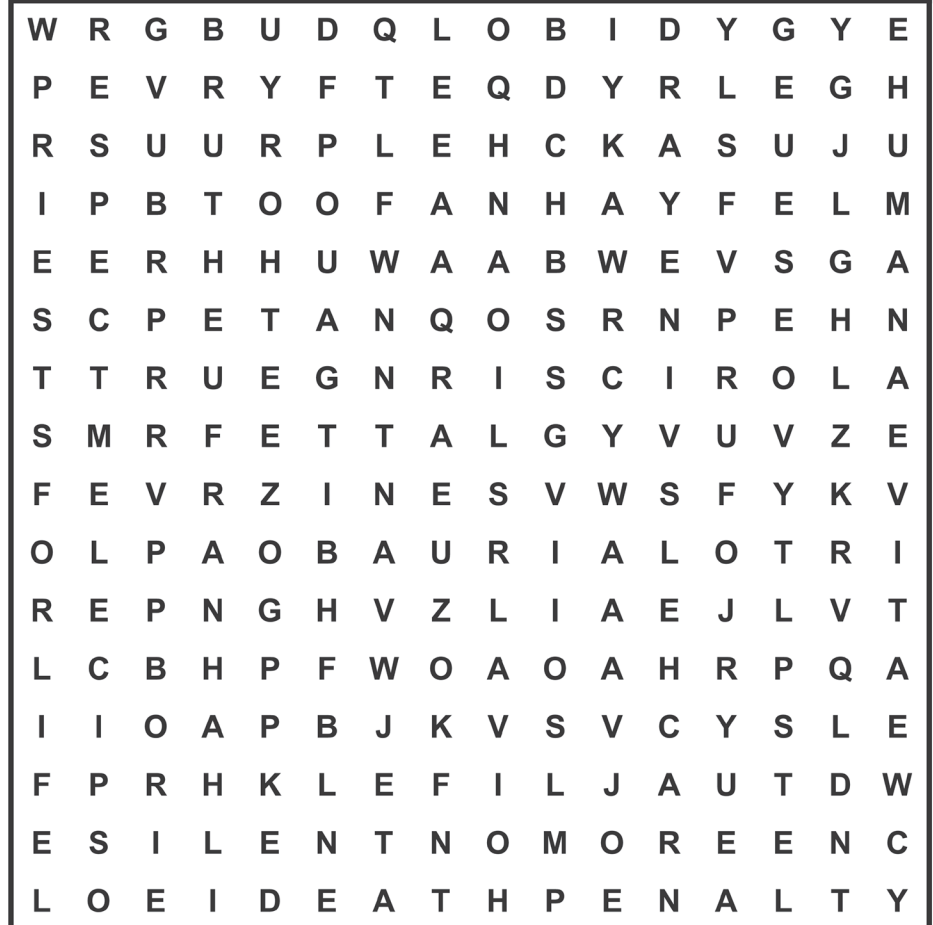 W R G B U D Q L O B I D Y G Y E
P E V R Y F T E Q D Y R L E G H
R S U U R P L E H C K A S U J U
I P B T O O F A N H A Y F E L M
E E R H H U W A A B W E V S G A
S C P E T A N Q O S R N P E H N
T T R U E G N R I S C I R O L A
S M R F E T T A L G Y V U V Z E
F E V R Z I N E S V W S F Y K V
O L P A O B A U R I A L O T R I
R E P N G H V Z L I A E J L V T
L C B H P F W O A O A H R P Q A
I I O A P B J K V S V C Y S L E
F P R H K L E F I L J A U T D W
E S I L E N T N O M O R E E N C
L O E I D E A T H P E N A L T Y